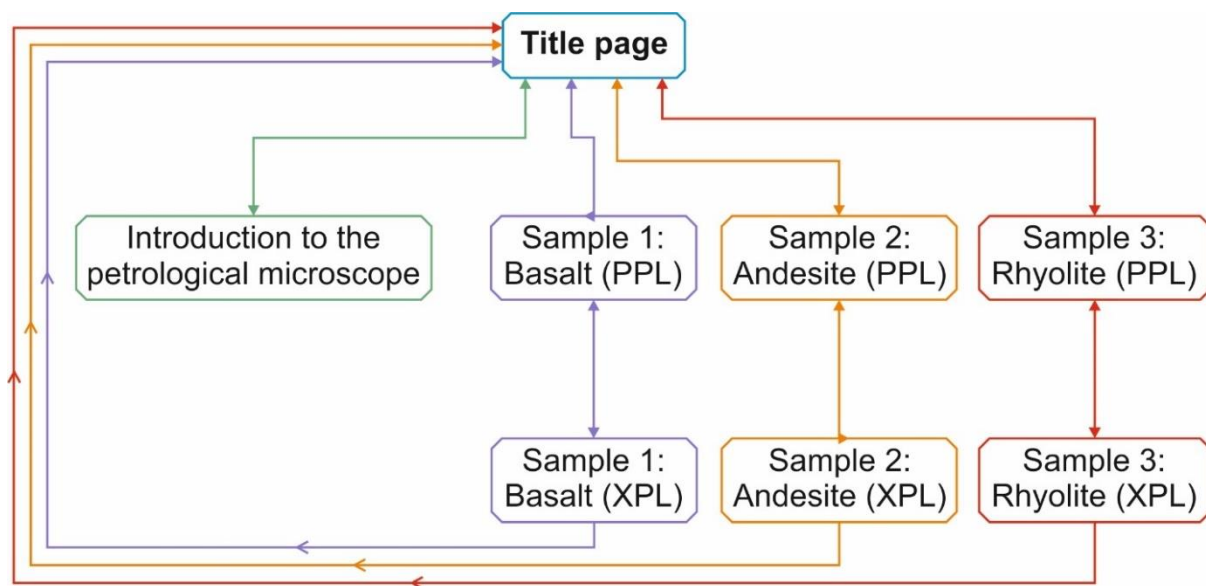 Title page
Introduction to the
petrological microscope
Sample 1:
Basalt (PPL)
Sample 2:
Andesite (PPL)
Sample 3:
Rhyolite (PPL)
Sample 1:
Basalt (XPL)
Sample 2:
Andesite (XPL)
Sample 3:
Rhyolite (XPL)